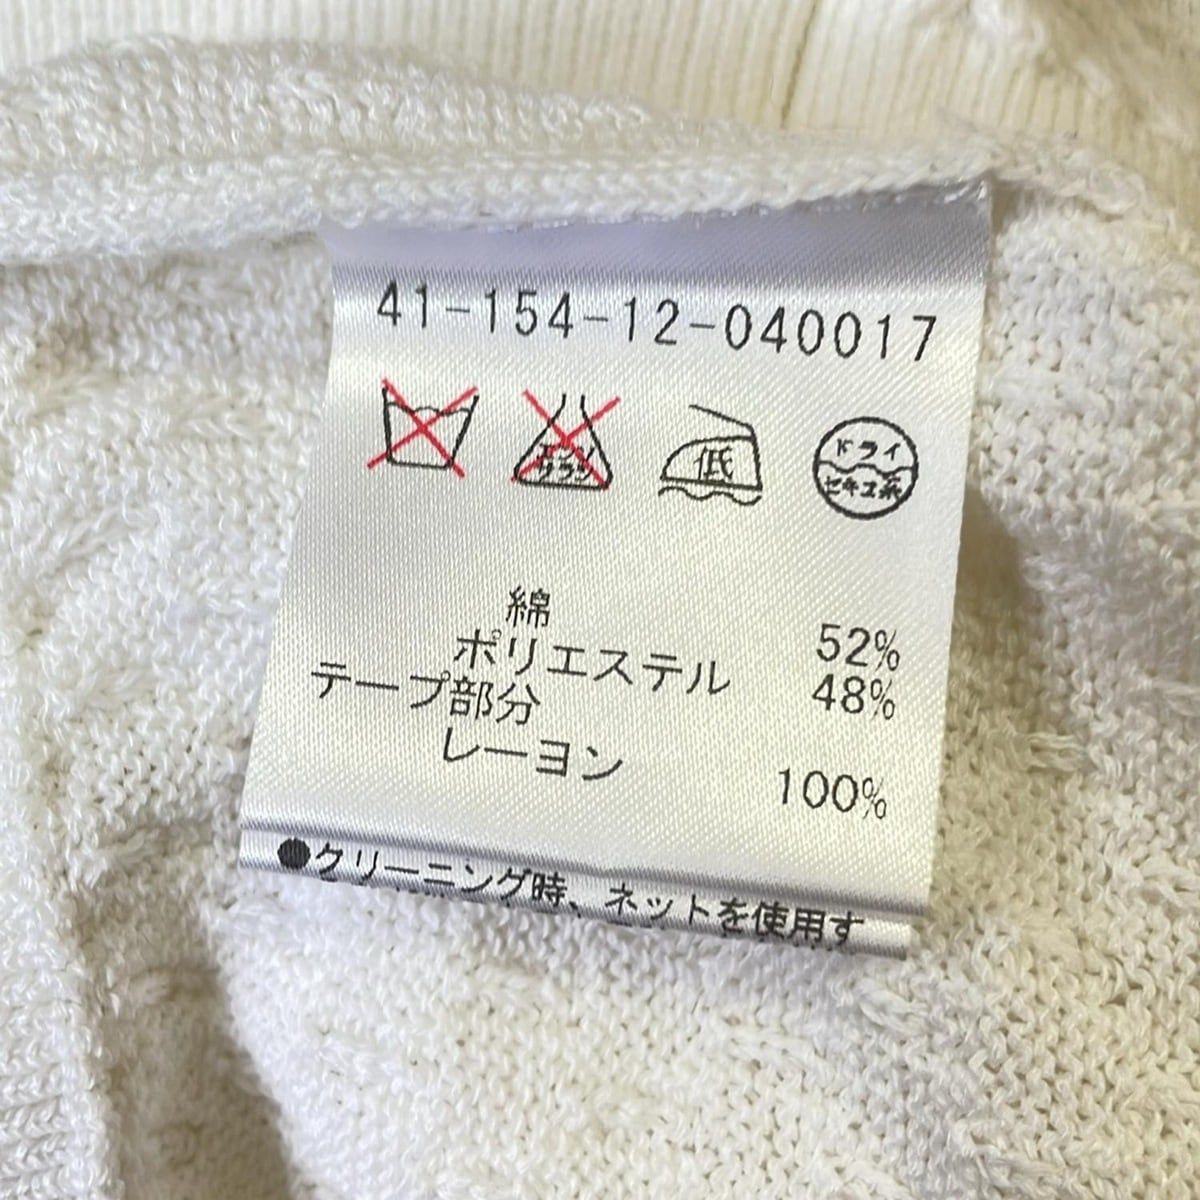 41-154-12-040017
エンソ
サラシ
低
ドライ
セキユ系
綿 52%
ポリエステル 48%
テープ部分
レーヨン 100%
●クリーニング時、ネットを使用す